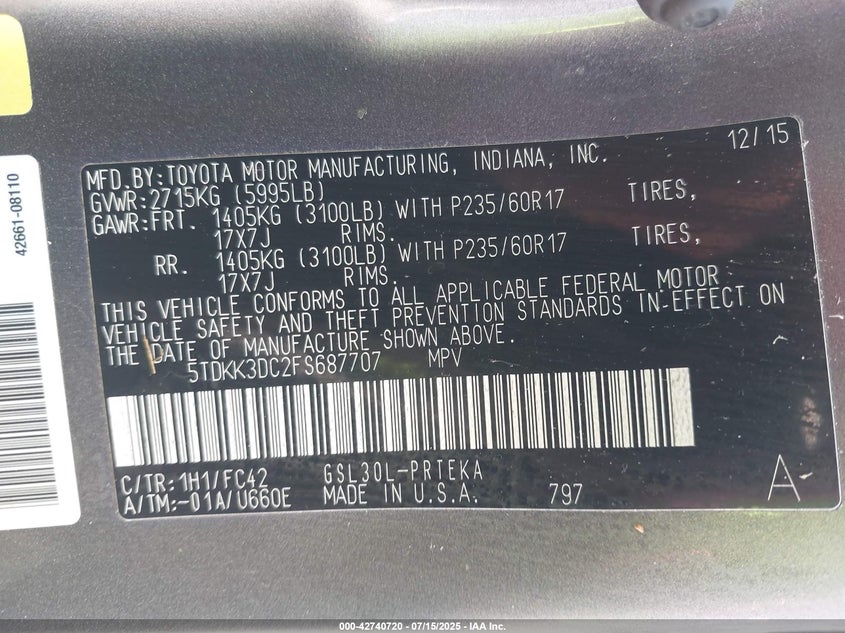 42661-08110
12/15
MFD.BY:TOYOTA MOTOR MANUFACTURING, INDIANA, INC.
GVWR:2715KG (5995LB)
GAWR:FRT. 1405KG (3100LB) WITH P235/60R17 TIRES,
17X7J RIMS.
RR. 1405KG (3100LB) WITH P235/60R17 TIRES,
17X7J RIMS.
THIS VEHICLE CONFORMS TO ALL APPLICABLE FEDERAL MOTOR
VEHICLE SAFETY AND THEFT PREVENTION STANDARDS IN-EFFECT ON
THE DATE OF MANUFACTURE SHOWN ABOVE.
5TDKK3DC2FS687707 MPV
C/TR:1H1/FC42 GSL30L-PRTEKA
A/TM:-01A/U660E MADE IN U.S.A. 797 A
000-42740720 - 07/15/2025 - IAA Inc.